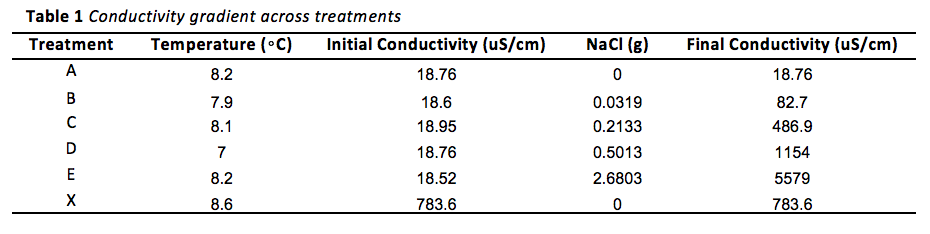 Table 1 Conductivity gradient across treatments
Treatment Temperature (∘C) Initial Conductivity (uS/cm) NaCl (g) Final Conductivity (uS/cm)
A 8.2 18.76 0 18.76
B 7.9 18.6 0.0319 82.7
C 8.1 18.95 0.2133 486.9
D 7 18.76 0.5013 1154
E 8.2 18.52 2.6803 5579
X 8.6 783.6 0 783.6